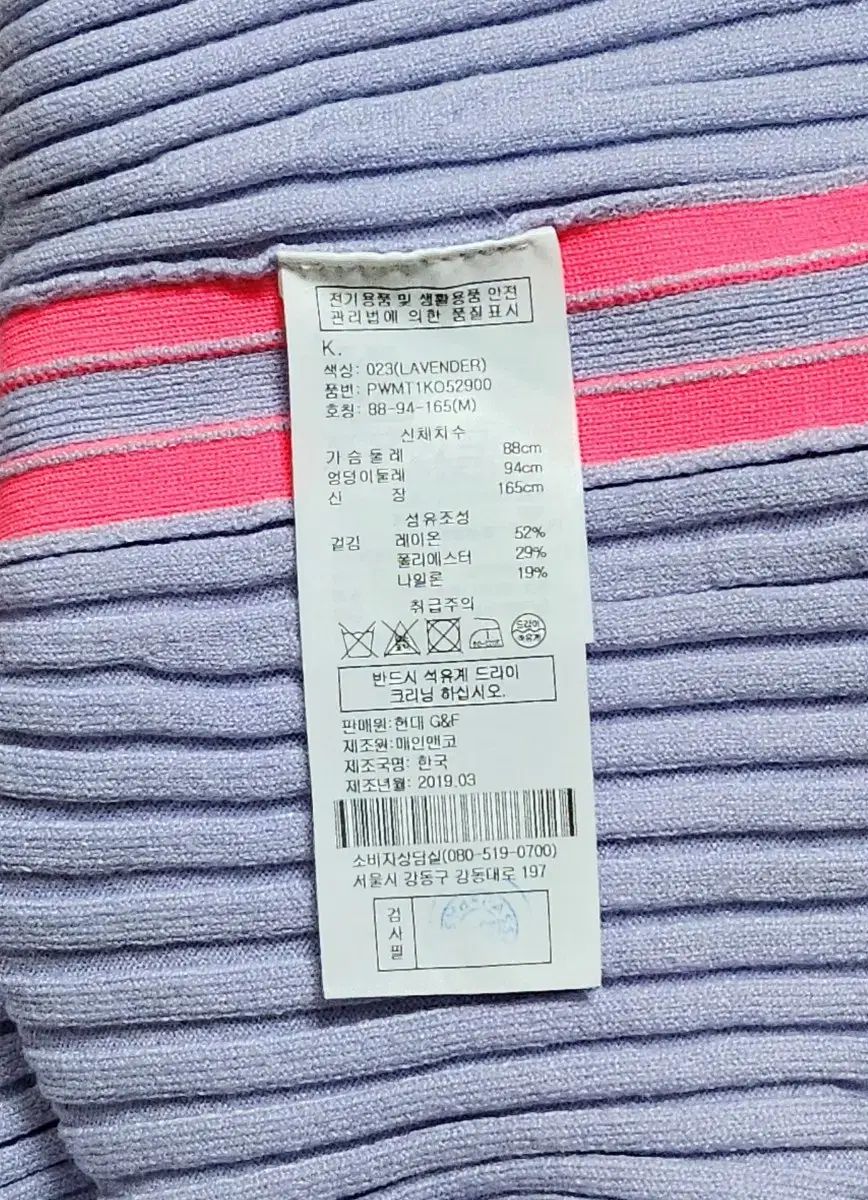 전기용품 및 생활용품 안전
관리법에 의한 품질표시
K.
색상: 023(LAVENDER)
품번: PWMT1KO52900
호칭: 88-94-165(M)
신체치수
가슴둘레 88cm
엉덩이둘레 94cm
신 장 165cm
섬유조성
겉감 레이온 52%
폴리에스터 29%
나일론 19%
취급주의
드라이
석유계
반드시 석유계 드라이
크리닝 하십시오.
판매원:현대 G&F
제조원:매인앤코
제조국명: 한국
제조년월: 2019.03
소비자상담실(080-519-0700)
서울시 강동구 강동대로 197
검사필